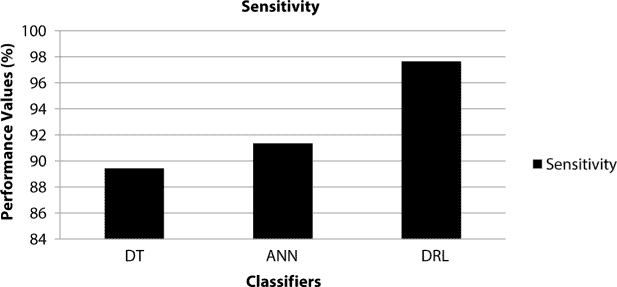 Sensitivity
Performance Values (%)
100
98
96
94
92
90
88
86
84
DT ANN DRL
Classifiers
Sensitivity